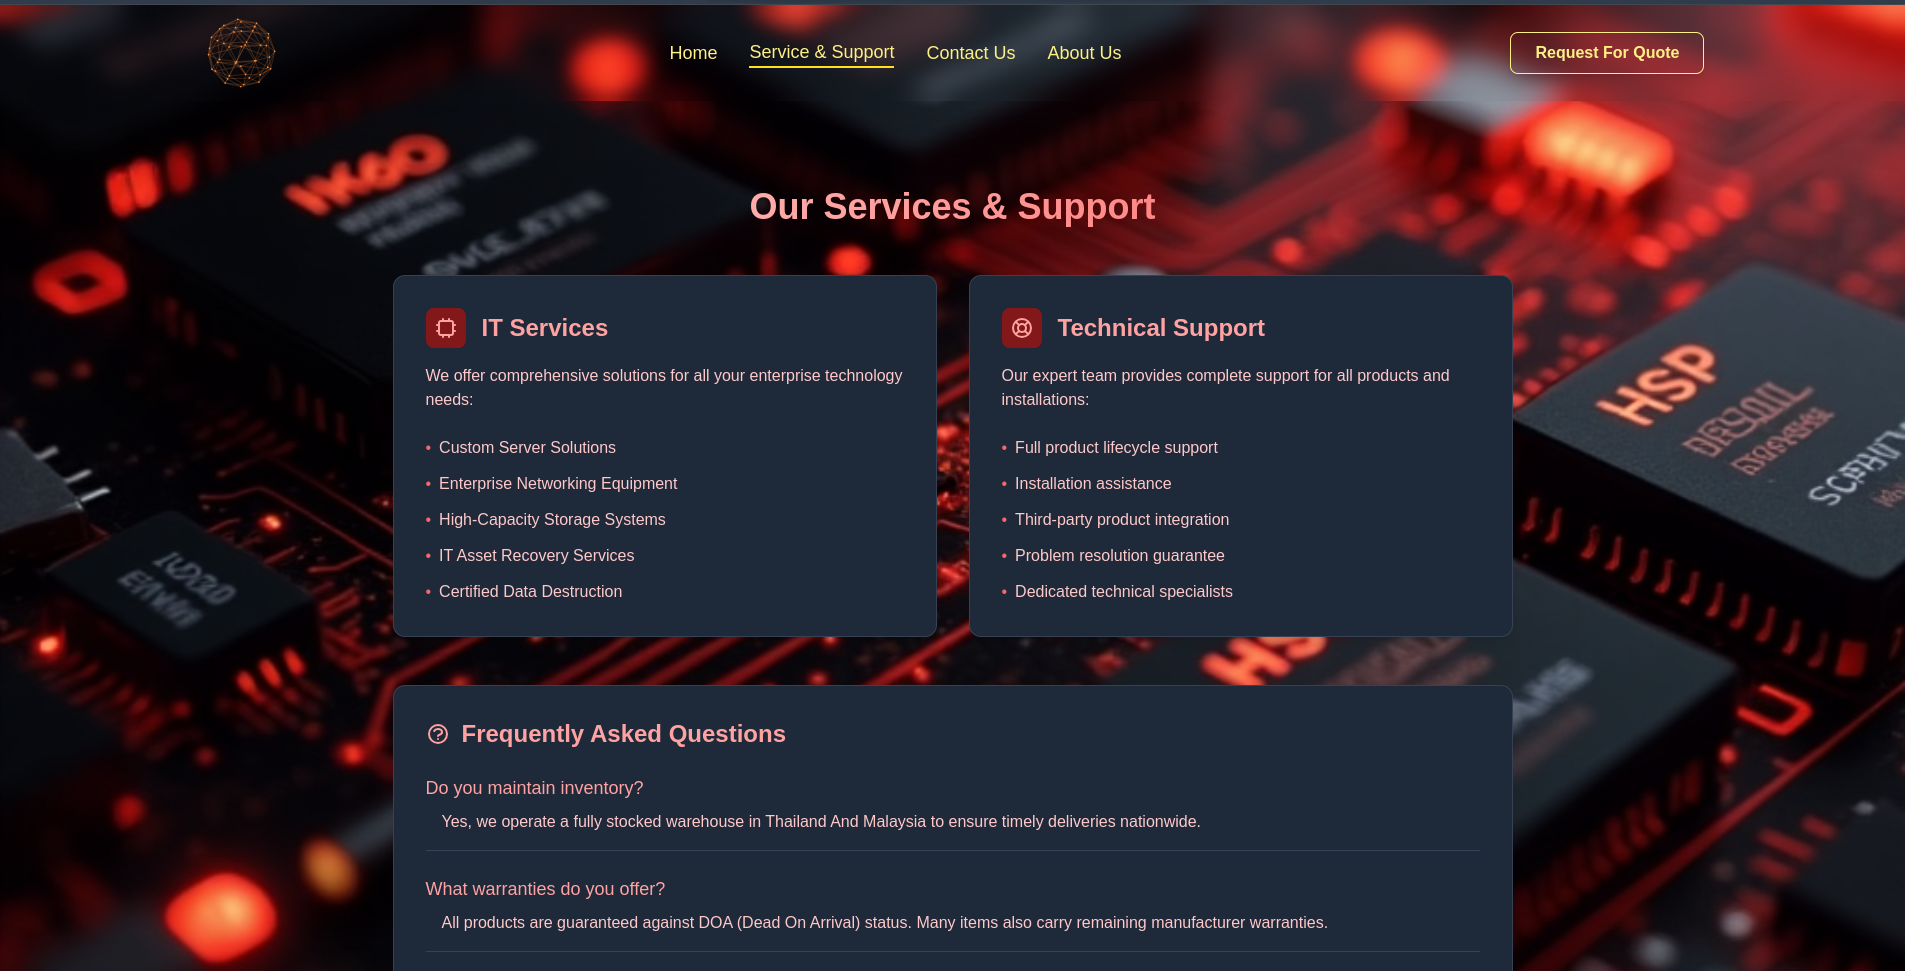 Home
Service & Support
Contact Us
About Us
Request For Quote
Our Services & Support
IT Services
We offer comprehensive solutions for all your enterprise technology
needs:
• Custom Server Solutions
• Enterprise Networking Equipment
• High-Capacity Storage Systems
• IT Asset Recovery Services
• Certified Data Destruction
Technical Support
Our expert team provides complete support for all products and
installations:
• Full product lifecycle support
• Installation assistance
• Third-party product integration
• Problem resolution guarantee
• Dedicated technical specialists
HSP
Frequently Asked Questions
Do you maintain inventory?
Yes, we operate a fully stocked warehouse in Thailand And Malaysia to ensure timely deliveries nationwide.
What warranties do you offer?
All products are guaranteed against DOA (Dead On Arrival) status. Many items also carry remaining manufacturer warranties.